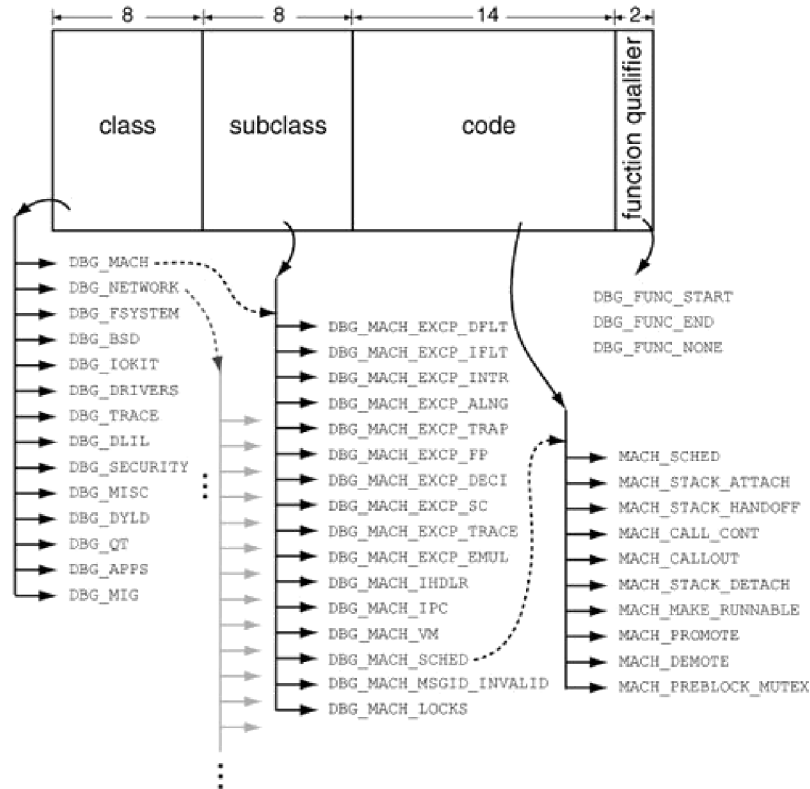 8 8 14 2
class subclass code function qualifier
DBG_MACH
DBG_NETWORK
DBG_FSYSTEM
DBG_BSD
DBG_IOKIT
DBG_DRIVERS
DBG_TRACE
DBG_DLIL
DBG_SECURITY
DBG_MISC
DBG_DYLD
DBG_QT
DBG_APPS
DBG_MIG
DBG_MACH_EXCP_DFLT
DBG_MACH_EXCP_IFLT
DBG_MACH_EXCP_INTR
DBG_MACH_EXCP_ALNG
DBG_MACH_EXCP_TRAP
DBG_MACH_EXCP_FP
DBG_MACH_EXCP_DECI
DBG_MACH_EXCP_SC
DBG_MACH_EXCP_TRACE
DBG_MACH_EXCP_EMUL
DBG_MACH_IHDLR
DBG_MACH_IPC
DBG_MACH_VM
DBG_MACH_SCHED
DBG_MACH_MSGID_INVALID
DBG_MACH_LOCKS
DBG_FUNC_START
DBG_FUNC_END
DBG_FUNC_NONE
MACH_SCHED
MACH_STACK_ATTACH
MACH_STACK_HANDOFF
MACH_CALL_CONT
MACH_CALLOUT
MACH_STACK_DETACH
MACH_MAKE_RUNNABLE
MACH_PROMOTE
MACH_DEMOTE
MACH_PREBLOCK_MUTEX